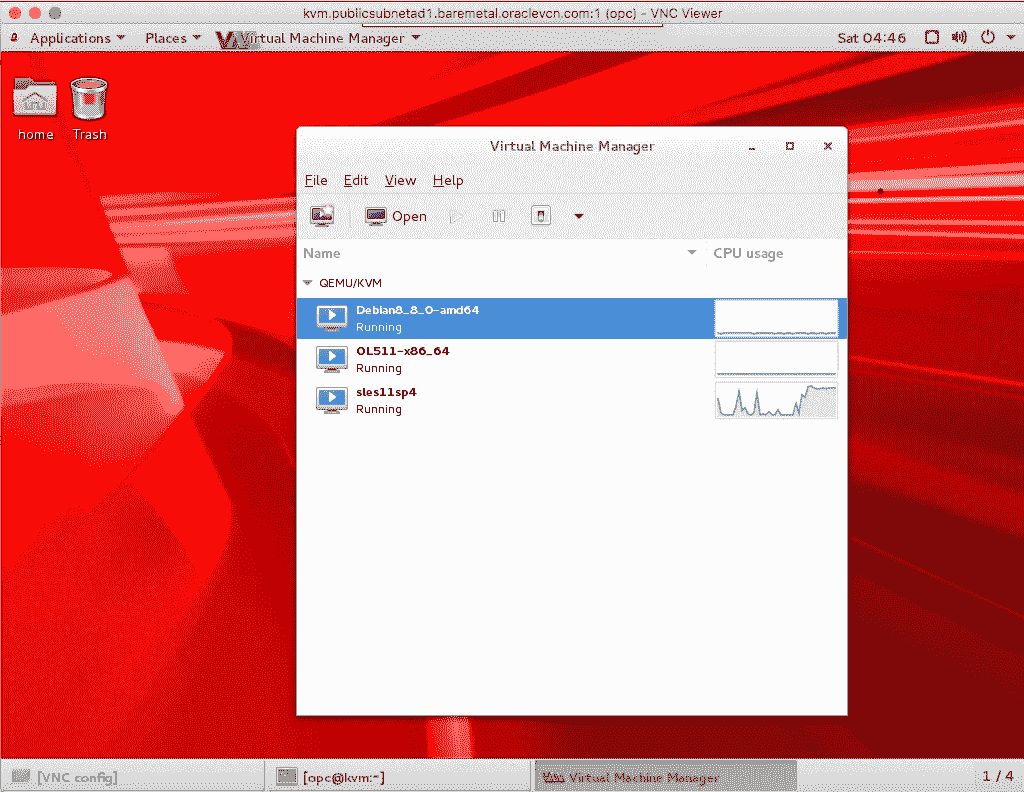 kvm.publicsubnetad1.baremetal.oraclevcn.com:1 (opc) - VNC Viewer
Applications Places Virtual Machine Manager Sat 04:46
home Trash
Virtual Machine Manager
File Edit View Help
Open
Name CPU usage
QEMU/KVM
Debian8_8_0-amd64
Running
OL511-x86_64
Running
sles11sp4
Running
[VNC config] [opc@kvm:~] Virtual Machine Manager 1 / 4